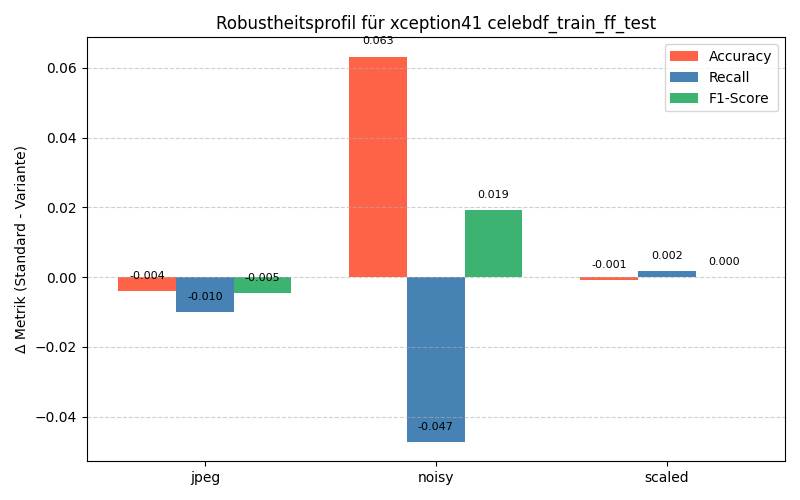 Robustheitsprofil für xception41 celebdf_train_ff_test
Δ Metrik (Standard - Variante)
0.06
0.04
0.02
0.00
−0.02
−0.04
Accuracy
Recall
F1-Score
-0.004
-0.010
-0.005
0.063
-0.047
0.019
-0.001
0.002
0.000
jpeg
noisy
scaled